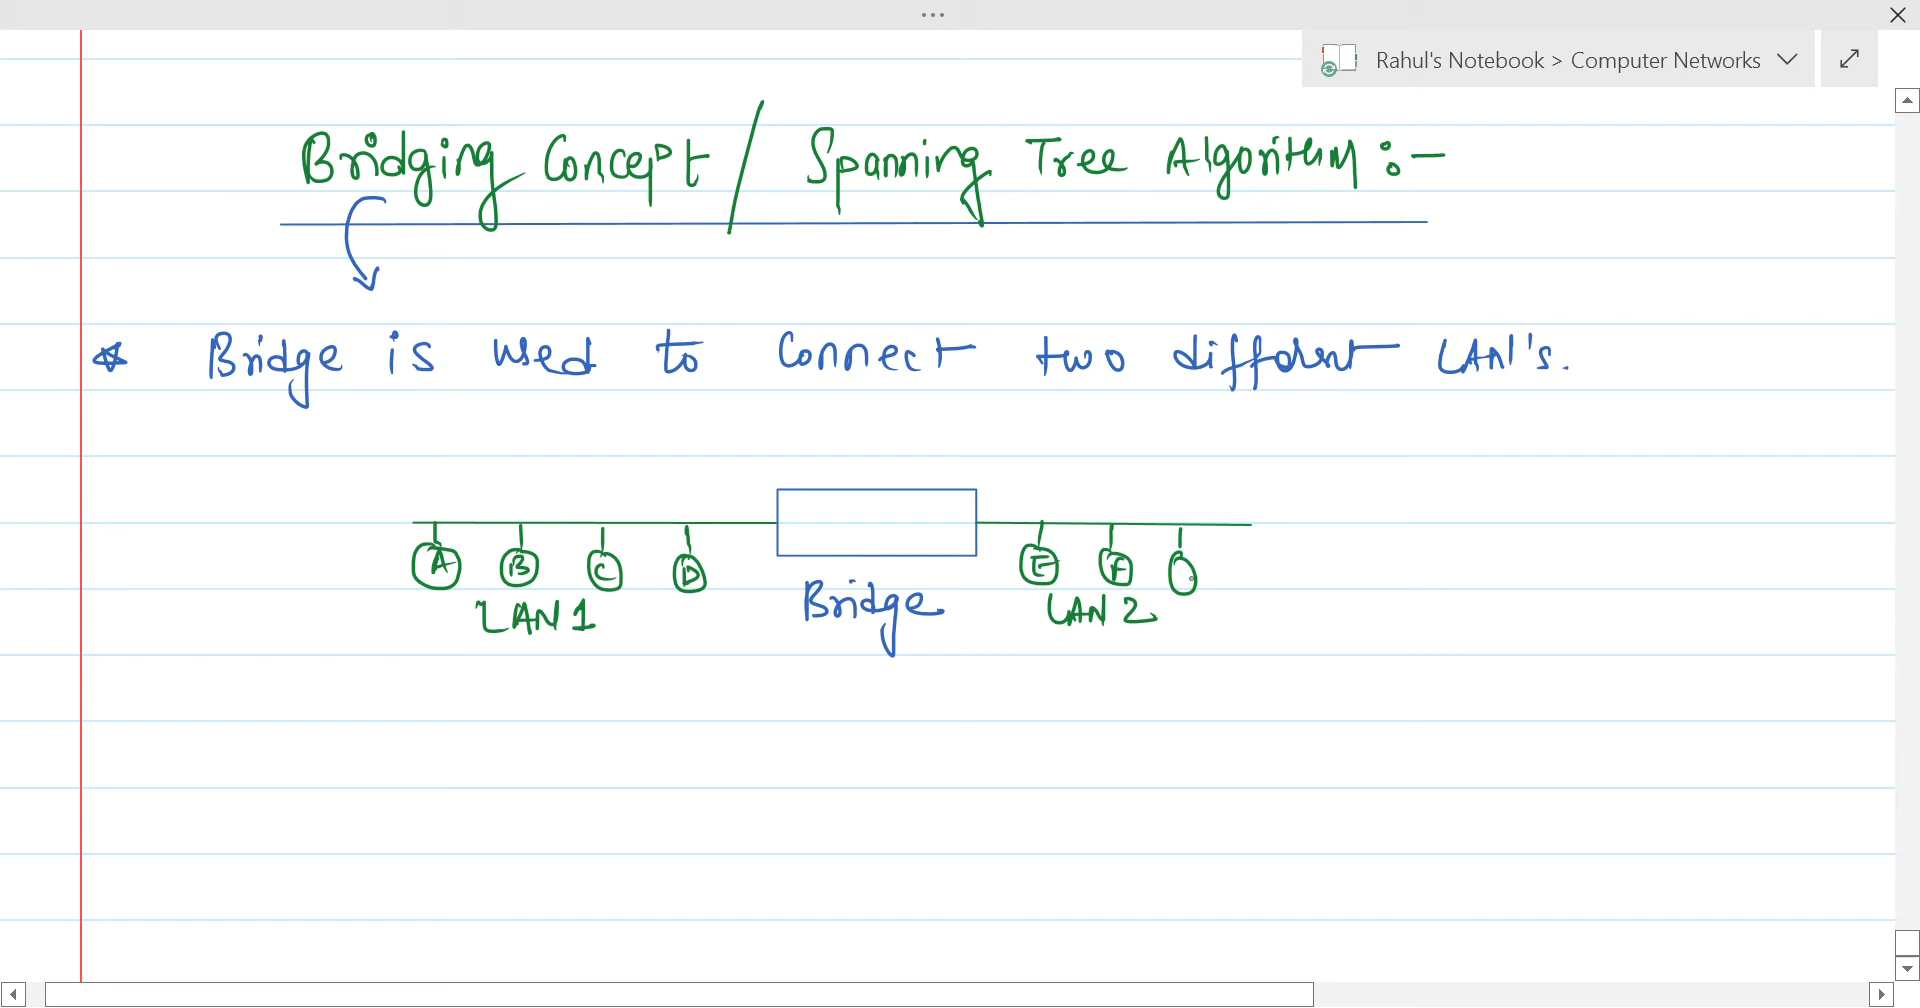 Rahul's Notebook > Computer Networks
Bridging Concept / Spanning Tree Algorithm :-
Bridge is used to Connect two different LAN's.
A B C D E F
LAN 1 Bridge LAN 2